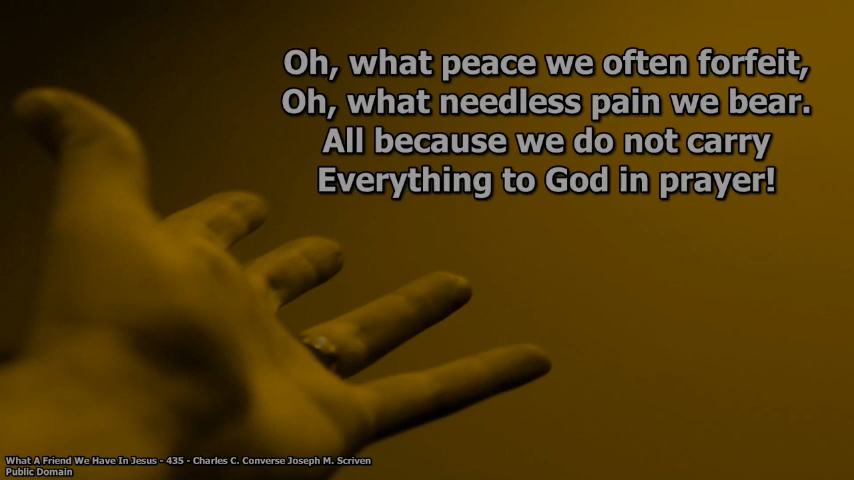 Oh, what peace we often forfeit,
Oh, what needless pain we bear.
All because we do not carry
Everything to God in prayer!
What A Friend We Have In Jesus - 435 - Charles C. Converse Joseph M. Scriven
Public Domain